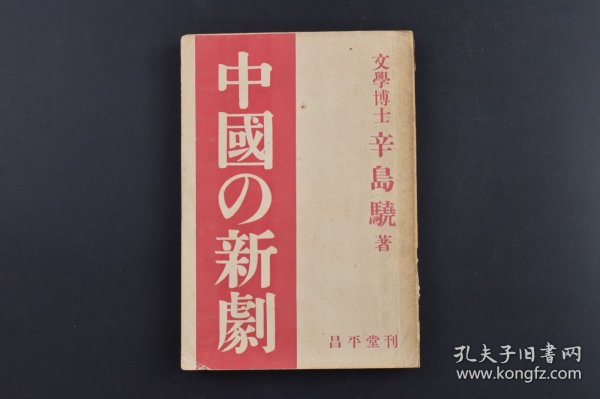 中國の新劇
文學博士 辛島驍 著
昌平堂刊
孔夫子旧书网
www.kongfz.com